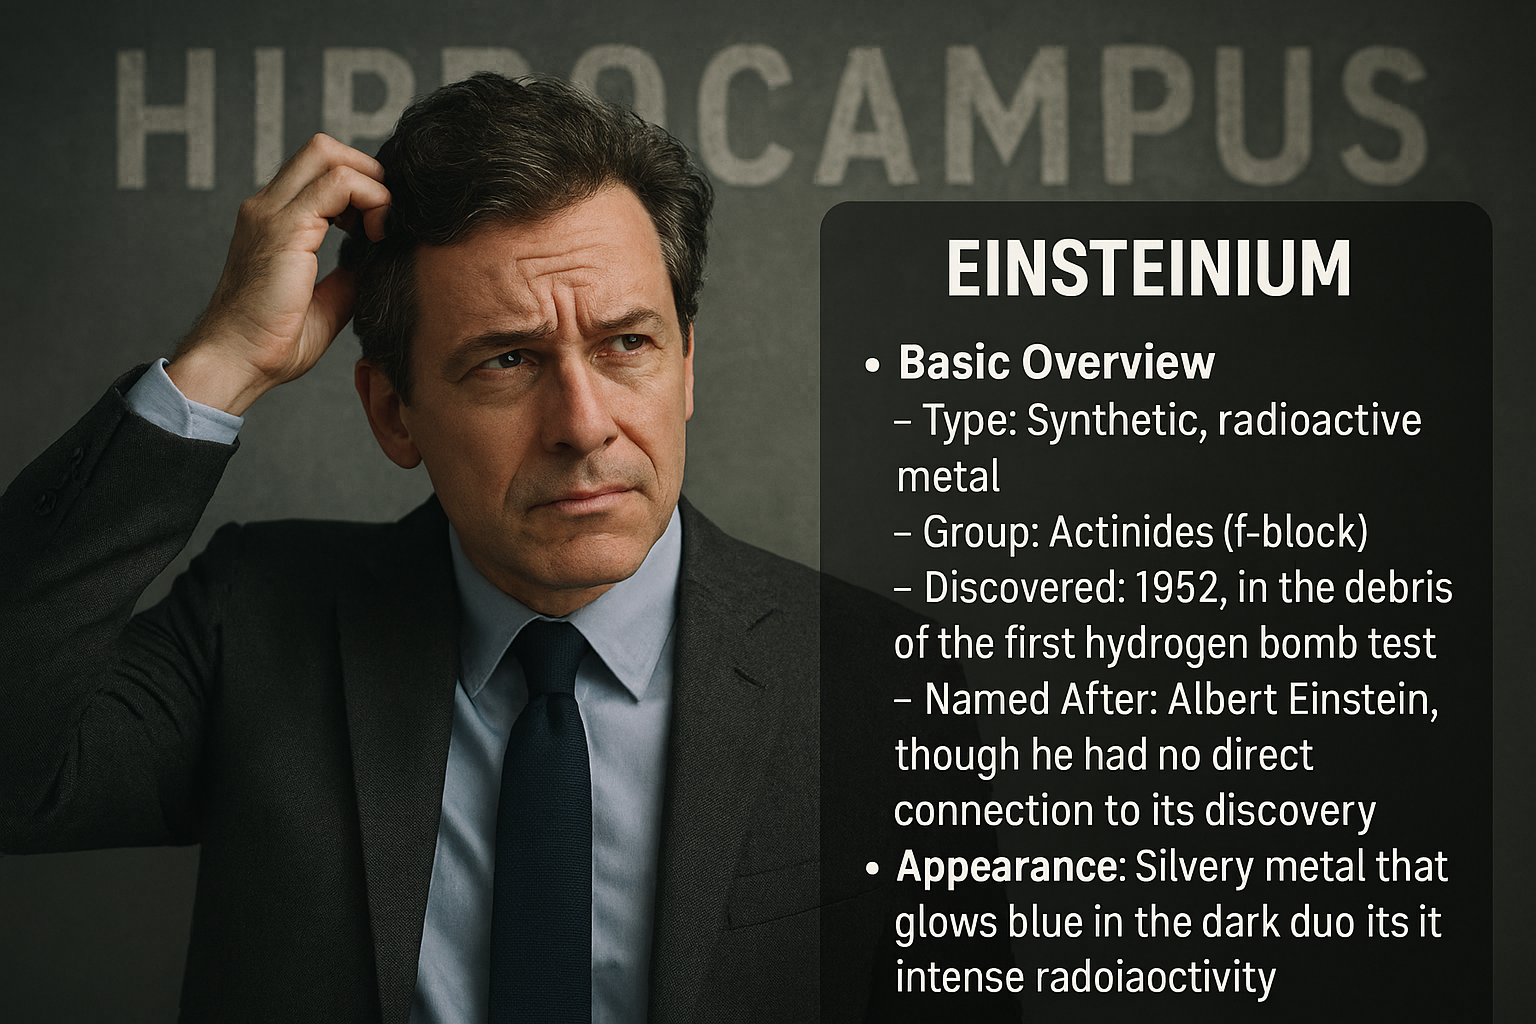 HIPPOCAMPUS
EINSTEINIUM
• Basic Overview
– Type: Synthetic, radioactive
metal
– Group: Actinides (f-block)
– Discovered: 1952, in the debris
of the first hydrogen bomb test
– Named After: Albert Einstein,
though he had no direct
connection to its discovery
• Appearance: Silvery metal that
glows blue in the dark duo its it
intense radoiaoctivity